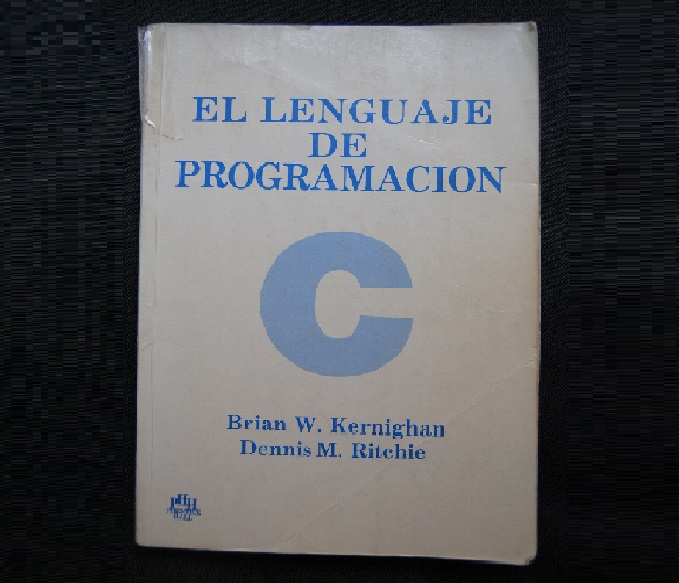 EL LENGUAJE
DE
PROGRAMACION
C
Brian W. Kernighan
Dennis M. Ritchie